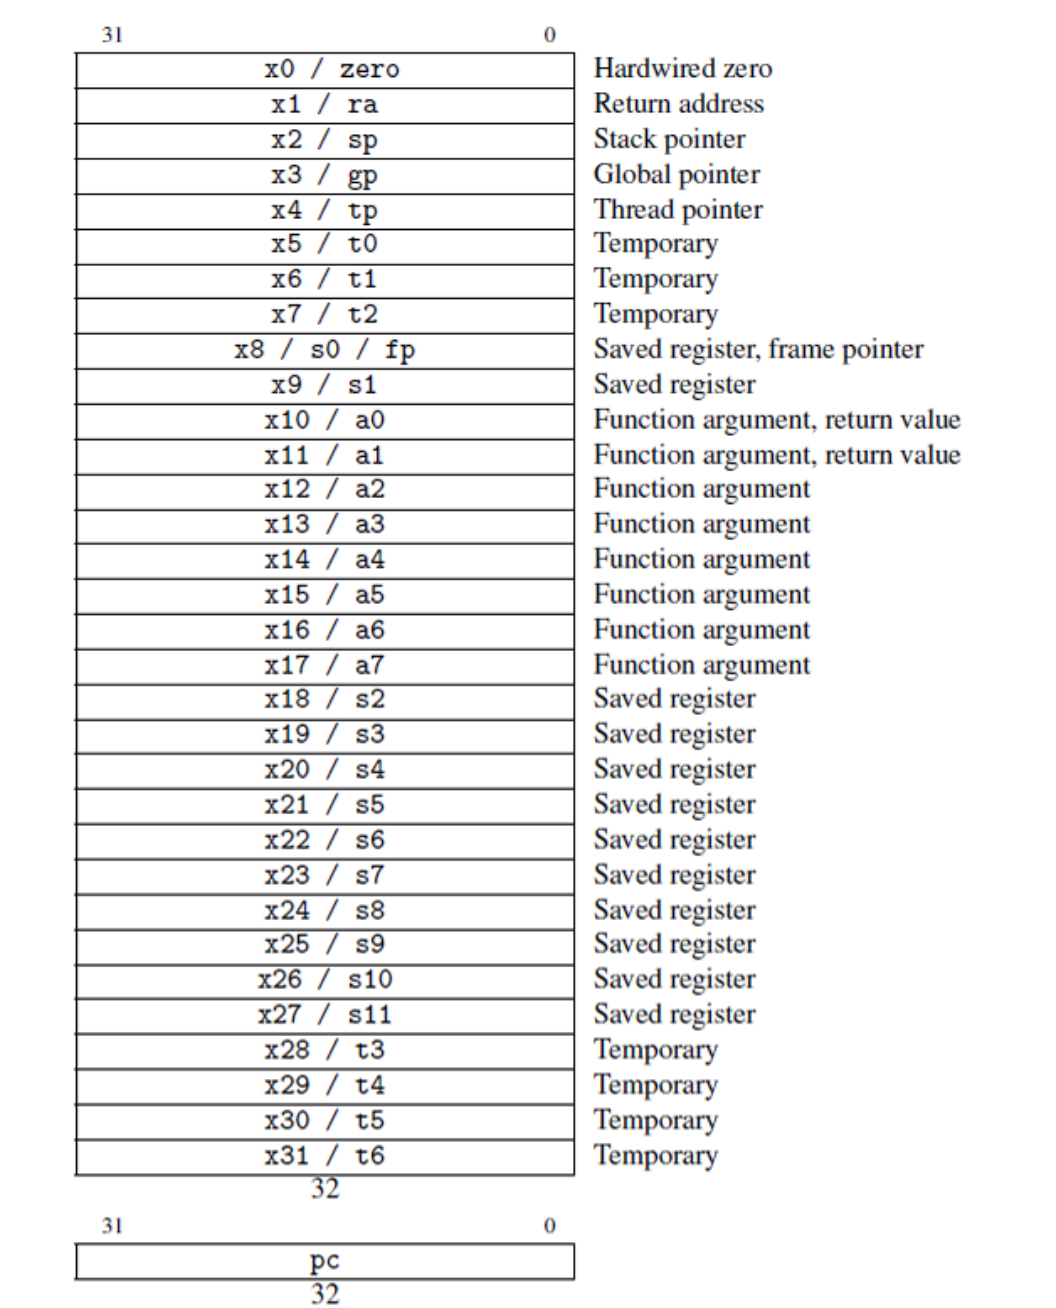 31 0
x0 / zero Hardwired zero
x1 / ra Return address
x2 / sp Stack pointer
x3 / gp Global pointer
x4 / tp Thread pointer
x5 / t0 Temporary
x6 / t1 Temporary
x7 / t2 Temporary
x8 / s0 / fp Saved register, frame pointer
x9 / s1 Saved register
x10 / a0 Function argument, return value
x11 / a1 Function argument, return value
x12 / a2 Function argument
x13 / a3 Function argument
x14 / a4 Function argument
x15 / a5 Function argument
x16 / a6 Function argument
x17 / a7 Function argument
x18 / s2 Saved register
x19 / s3 Saved register
x20 / s4 Saved register
x21 / s5 Saved register
x22 / s6 Saved register
x23 / s7 Saved register
x24 / s8 Saved register
x25 / s9 Saved register
x26 / s10 Saved register
x27 / s11 Saved register
x28 / t3 Temporary
x29 / t4 Temporary
x30 / t5 Temporary
x31 / t6 Temporary
32
31 0
pc
32